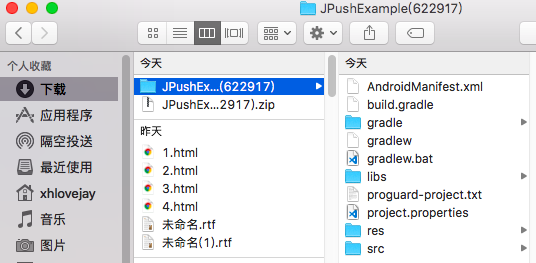 JPushExample(622917)
个人收藏
下载
应用程序
隔空投送
最近使用
xhlovejay
音乐
图片
今天
JPushEx...(622917)
JPushEx...2917).zip
昨天
1.html
2.html
3.html
4.html
未命名.rtf
未命名(1).rtf
今天
AndroidManifest.xml
build.gradle
gradle
gradlew
gradlew.bat
libs
proguard-project.txt
project.properties
res
src